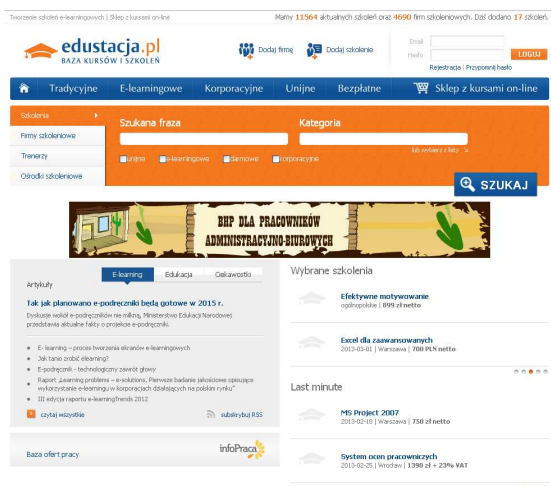 Tworzenie szkoleń e-learningowych | Sklep z kursami on-line
Mamy 11564 aktualnych szkoleń oraz 4690 firm szkoleniowych. Dziś dodano 17 szkoleń.
edustacja.pl
BAZA KURSÓW I SZKOLEŃ
Dodaj firmę
Dodaj szkolenie
Email
Hasło
LOGUJ
Rejestracja | Przypomnij hasło
Tradycyjne
E-learningowe
Korporacyjne
Unijne
Bezpłatne
Sklep z kursami on-line
Szkolenia
Firmy szkoleniowe
Trenerzy
Ośrodki szkoleniowe
Szukana fraza
Kategoria
lub wybierz z listy
unijne
e-learningowe
darmowe
korporacyjne
SZUKAJ
BHP DLA PRACOWNIKÓW
ADMINISTRACYJNO-BIUROWYCH
Artykuły
E-learning
Edukacja
Ciekawostki
Tak jak planowano e-podręczniki będą gotowe w 2015 r.
Dyskusje wokół e-podręczników nie milkną, Ministerstwo Edukacji Narodowej
przedstawia aktualne fakty o projekcie e-podręczniki.
E- learning – proces tworzenia ekranów e-learningowych
Jak tanio zrobić elearning?
E-podręcznik - technologiczny zawrót głowy
Raport „Learning problems – e-solutions. Pierwsze badanie jakościowe opisujące
wykorzystanie e-learningu w korporacjach działających na polskim rynku"
III edycja raportu e-learningTrends 2012
czytaj wszystkie
subskrybuj RSS
Baza ofert pracy
infoPraca
Wybrane szkolenia
Efektywne motywowanie
ogólnopolskie | 899 zł netto
Excel dla zaawansowanych
2013-03-01 | Warszawa | 700 PLN netto
Last minute
MS Project 2007
2013-02-18 | Warszawa | 750 zł netto
System ocen pracowniczych
2013-02-25 | Wrocław | 1390 zł + 23% VAT